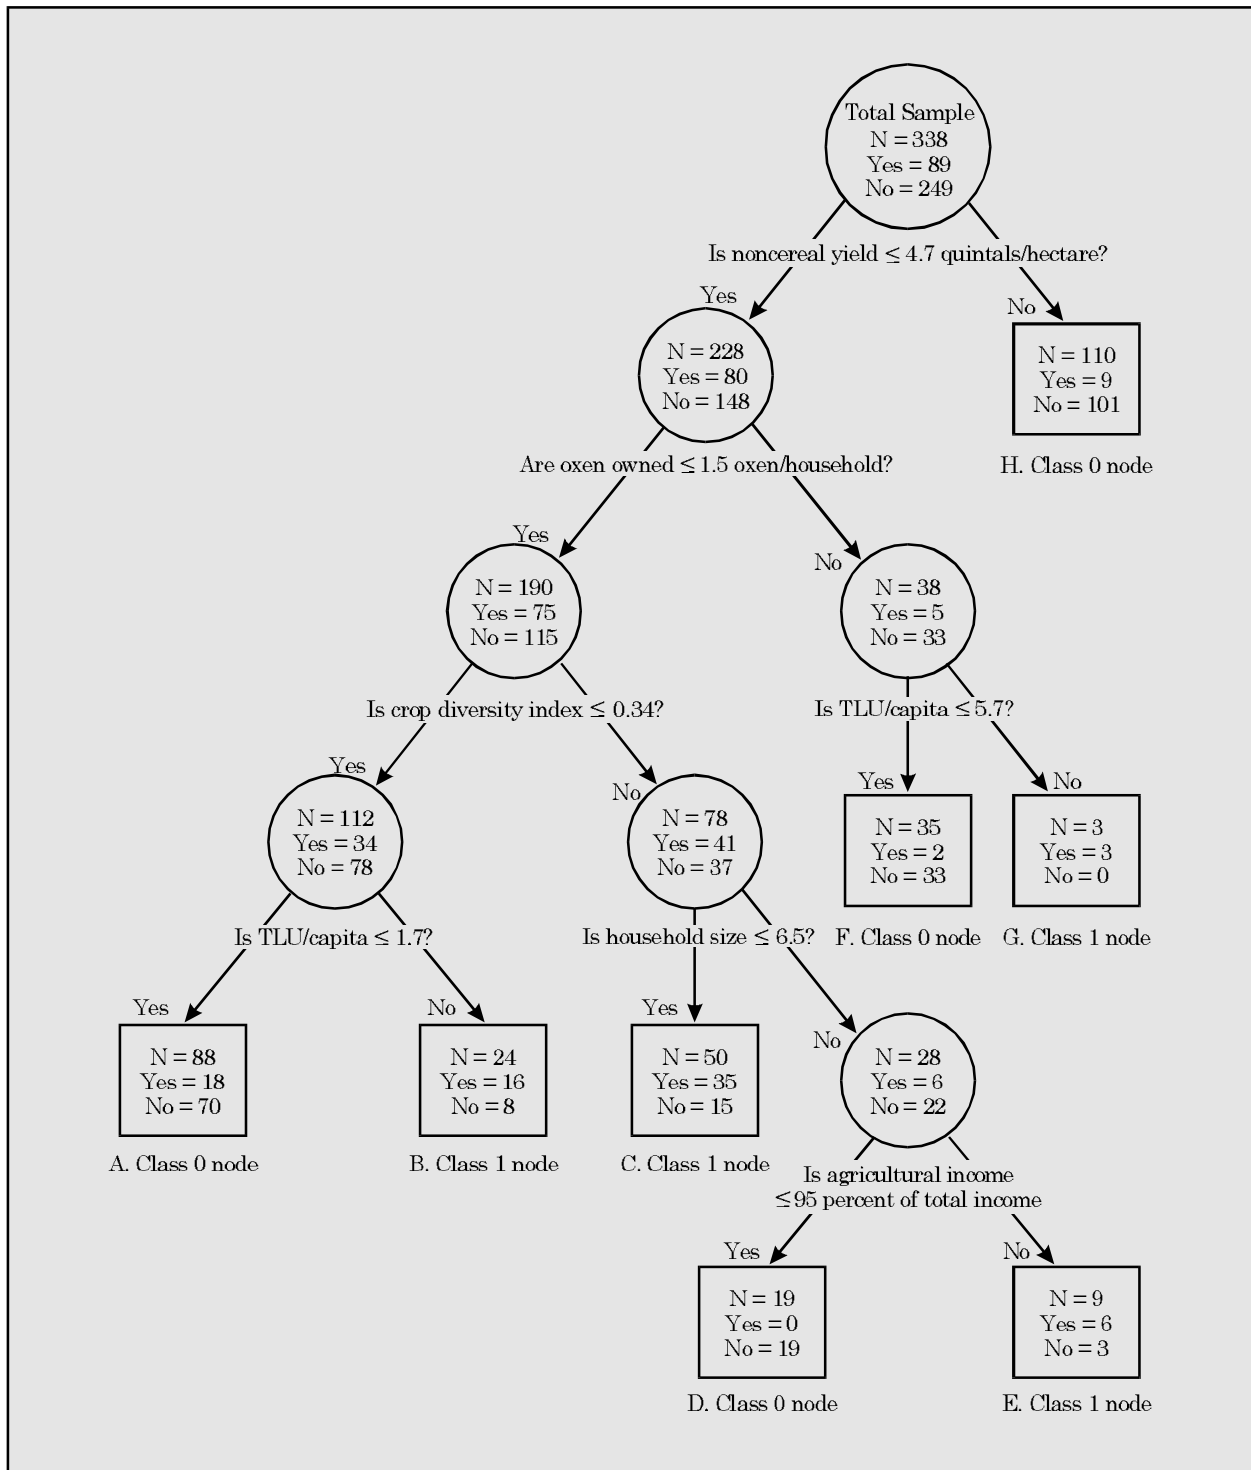 Total Sample
N = 338
Yes = 89
No = 249
Is noncereal yield ≤ 4.7 quintals/hectare?
Yes
No
N = 228
Yes = 80
No = 148
N = 110
Yes = 9
No = 101
H. Class 0 node
Are oxen owned ≤ 1.5 oxen/household?
Yes
No
N = 190
Yes = 75
No = 115
N = 38
Yes = 5
No = 33
Is crop diversity index ≤ 0.34?
Is TLU/capita ≤ 5.7?
Yes
No
Yes
No
N = 112
Yes = 34
No = 78
N = 78
Yes = 41
No = 37
N = 35
Yes = 2
No = 33
N = 3
Yes = 3
No = 0
F. Class 0 node
G. Class 1 node
Is TLU/capita ≤ 1.7?
Is household size ≤ 6.5?
Yes
No
Yes
No
N = 88
Yes = 18
No = 70
N = 24
Yes = 16
No = 8
N = 50
Yes = 35
No = 15
N = 28
Yes = 6
No = 22
A. Class 0 node
B. Class 1 node
C. Class 1 node
Is agricultural income
≤ 95 percent of total income
Yes
No
N = 19
Yes = 0
No = 19
N = 9
Yes = 6
No = 3
D. Class 0 node
E. Class 1 node